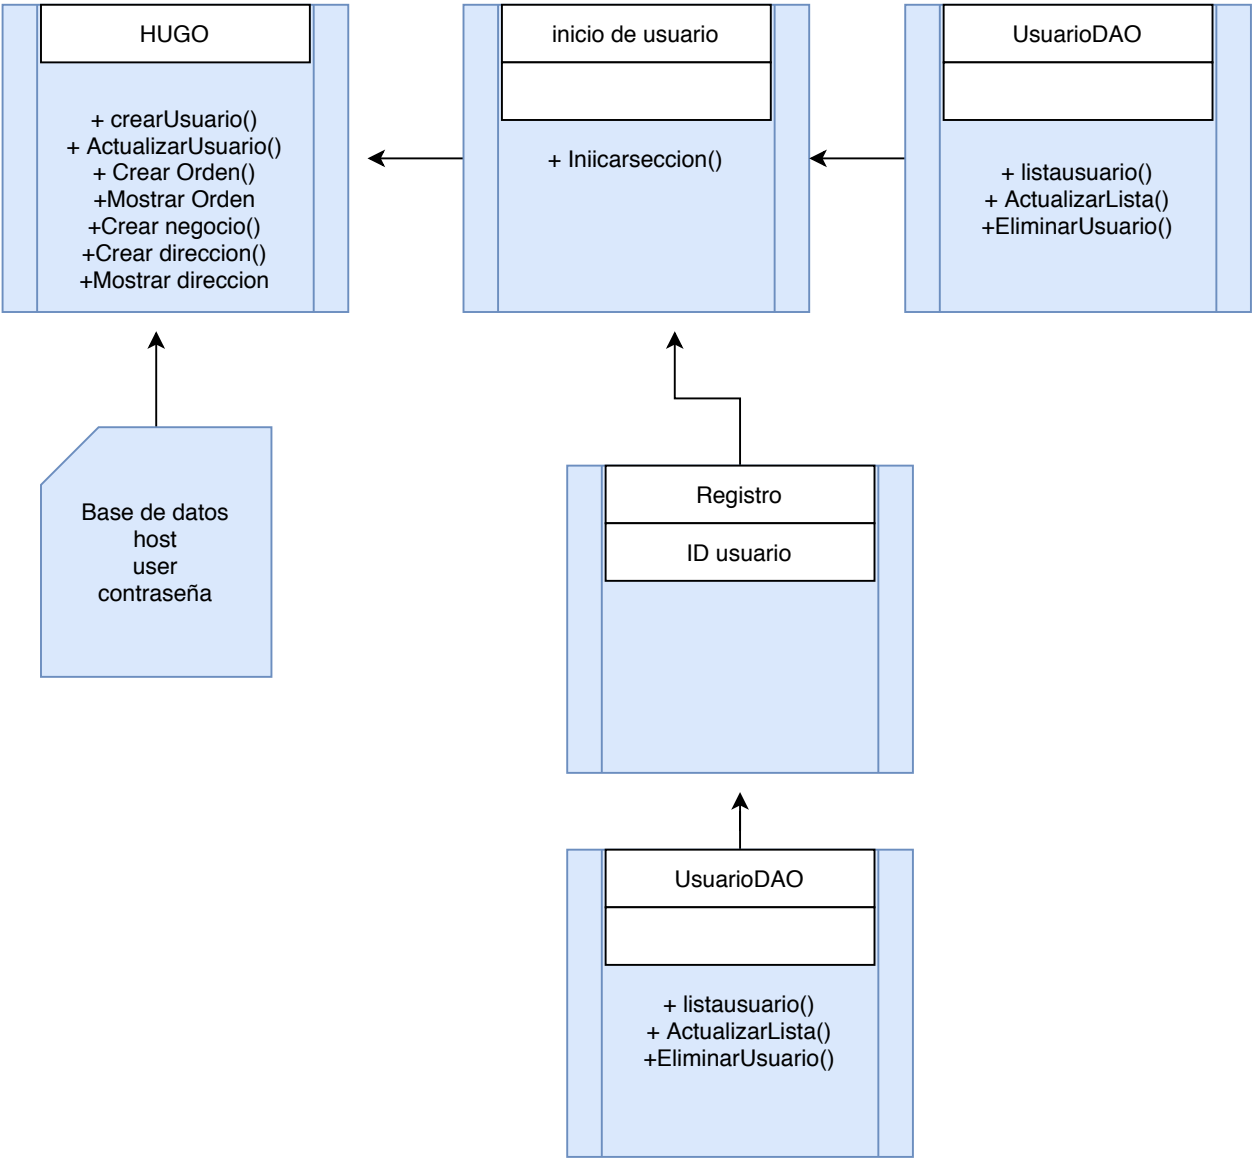 HUGO
+ crearUsuario()
+ ActualizarUsuario()
+ Crear Orden()
+Mostrar Orden
+Crear negocio()
+Crear direccion()
+Mostrar direccion
inicio de usuario
+ Iniicarseccion()
UsuarioDAO
+ listausuario()
+ ActualizarLista()
+EliminarUsuario()
Base de datos
host
user
contraseña
Registro
ID usuario
UsuarioDAO
+ listausuario()
+ ActualizarLista()
+EliminarUsuario()